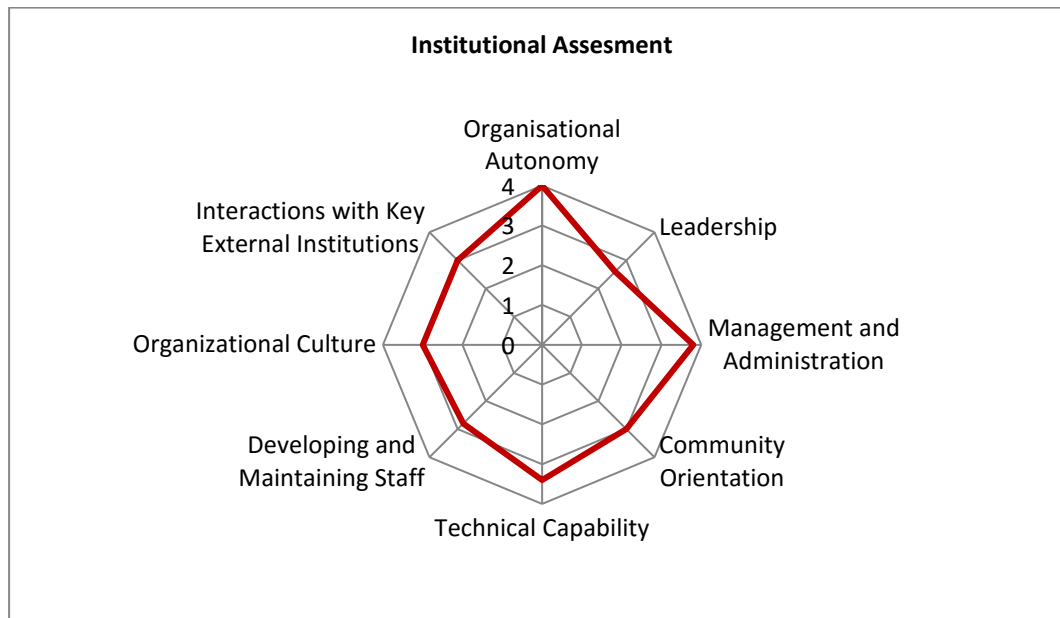 Institutional Assesment
Organisational
Autonomy
Leadership
Management and
Administration
Community
Orientation
Technical Capability
Developing and
Maintaining Staff
Organizational Culture
Interactions with Key
External Institutions
4
3
2
1
0